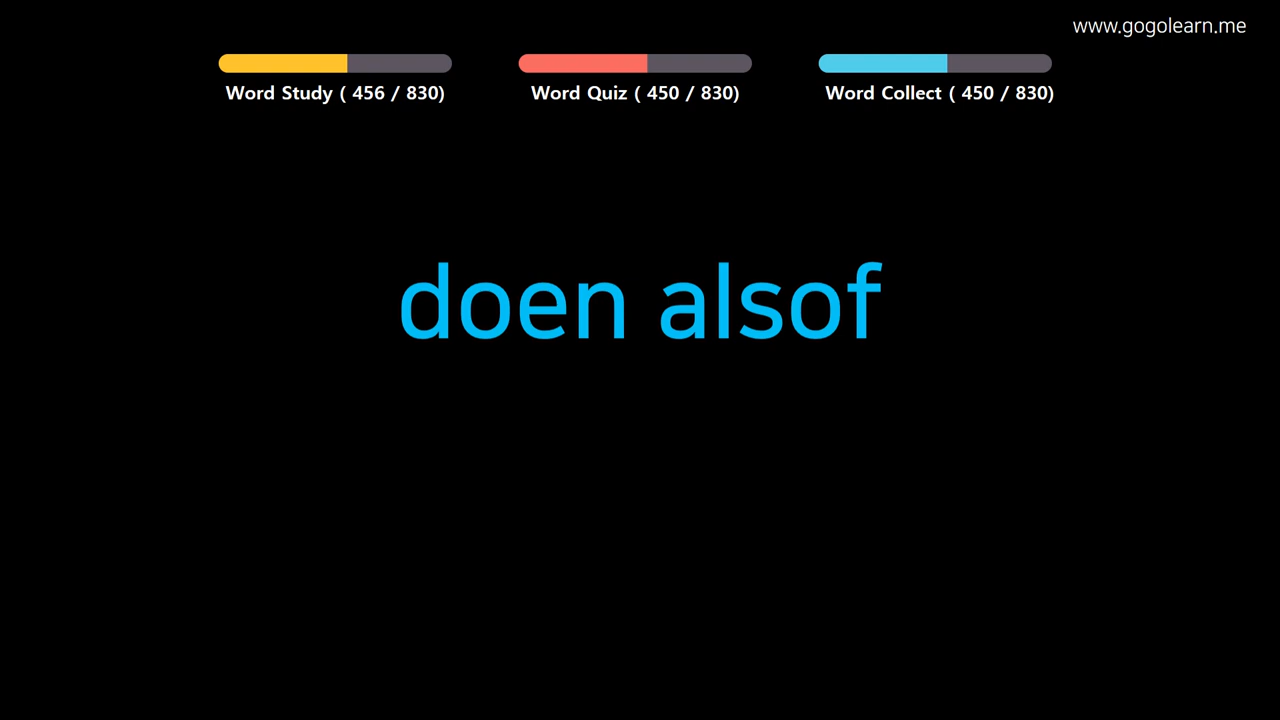 www.gogolearn.me
Word Study ( 456 / 830)
Word Quiz ( 450 / 830)
Word Collect ( 450 / 830)
doen alsof